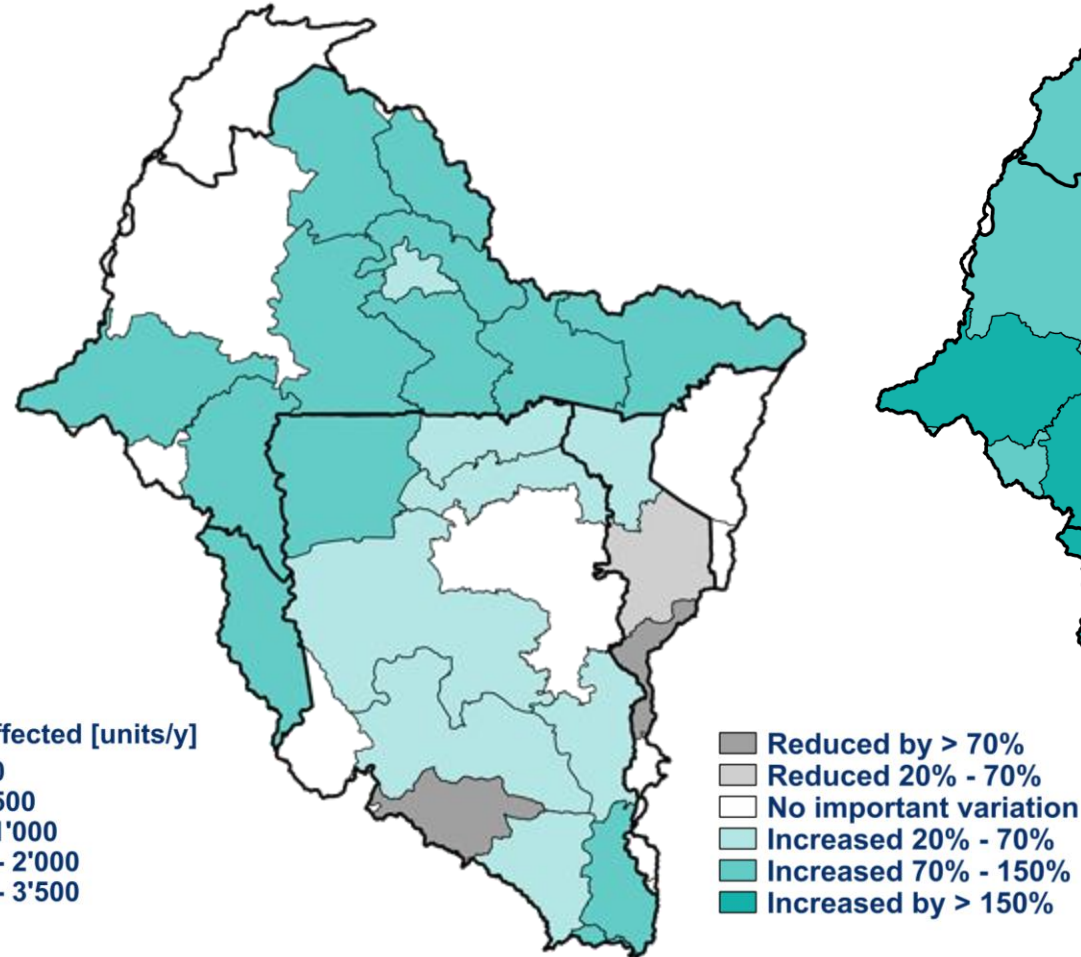 [units/y]
500
1'000
- 2'000
- 3'500
Reduced by > 70%
Reduced 20% - 70%
No important variation
Increased 20% - 70%
Increased 70% - 150%
Increased by > 150%